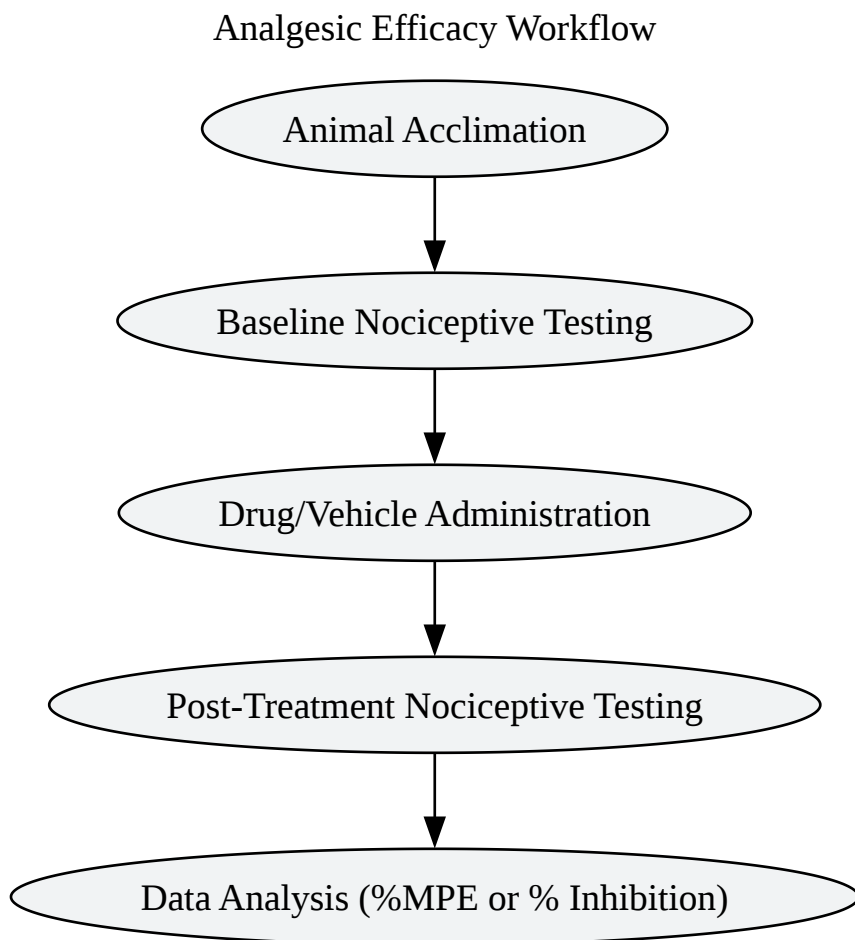 Analgesic Efficacy Workflow
Animal Acclimation
Baseline Nociceptive Testing
Drug/Vehicle Administration
Post-Treatment Nociceptive Testing
Data Analysis (%MPE or % Inhibition)